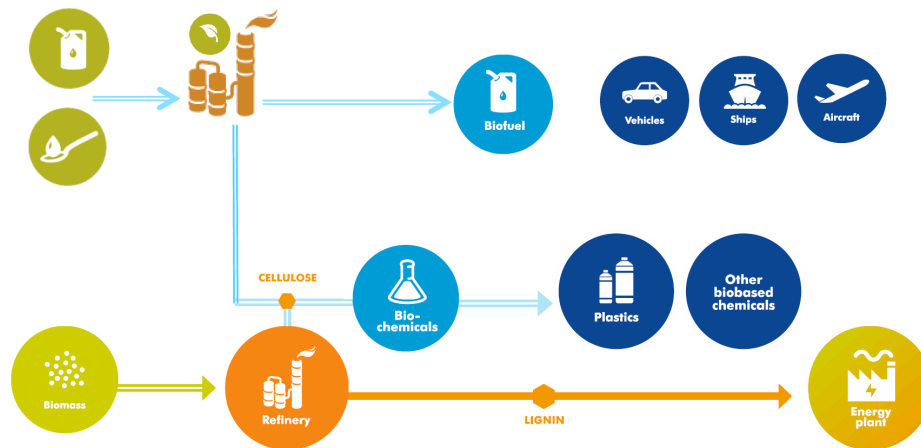 Biofuel
Vehicles
Ships
Aircraft
CELLULOSE
Bio-
chemicals
Plastics
Other
biobased
chemicals
Biomass
Refinery
LIGNIN
Energy
plant